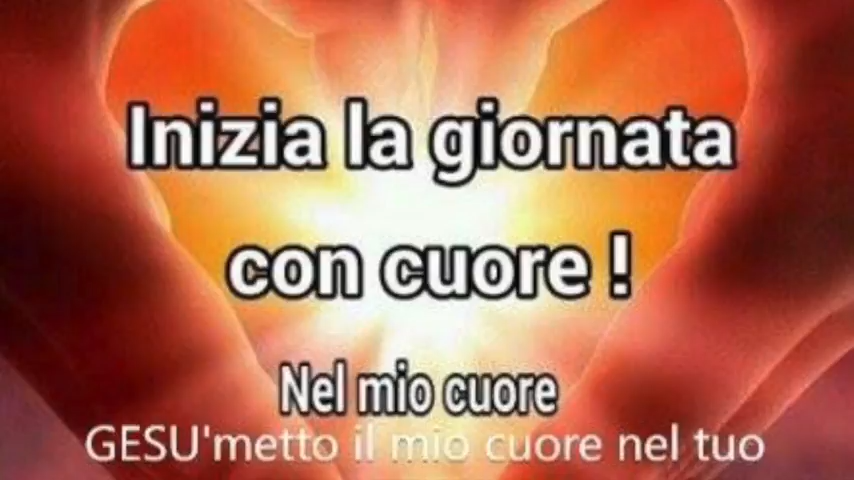 Inizia la giornata
con cuore !
Nel mio cuore
GESU'metto il mio cuore nel tuo